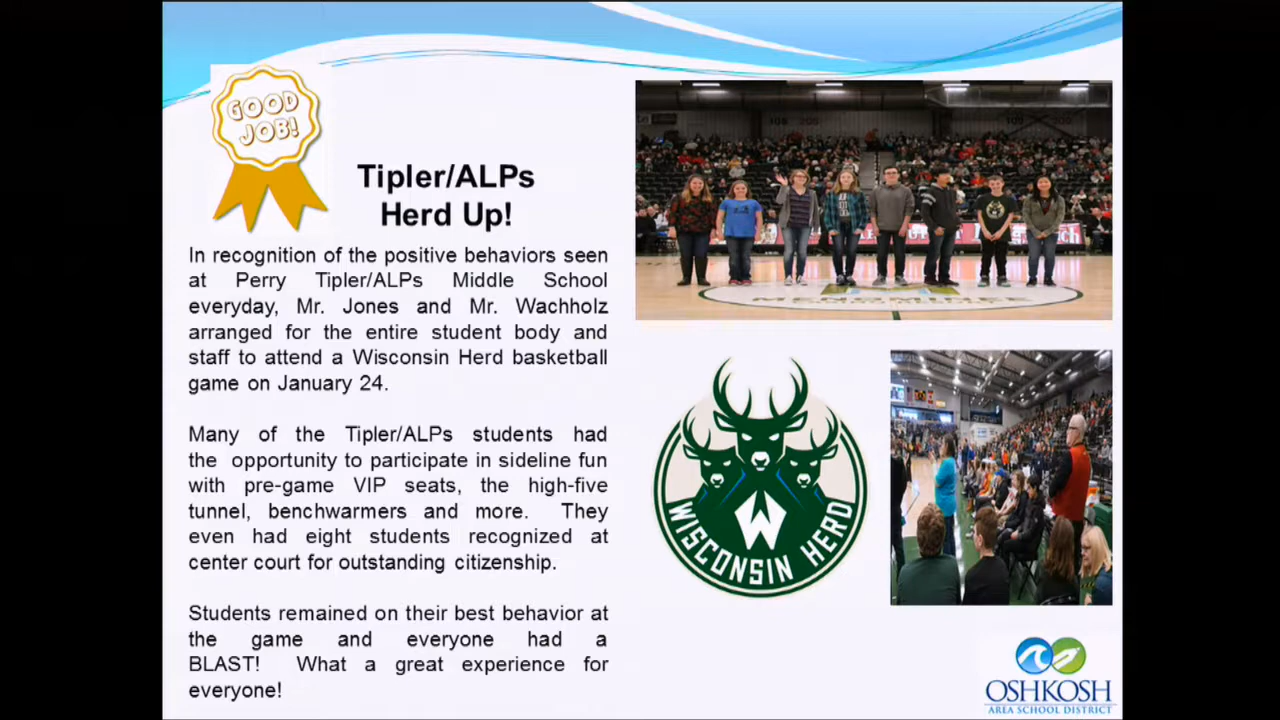 GOOD
JOB!
Tipler/ALPs
Herd Up!
In recognition of the positive behaviors seen
at Perry Tipler/ALPs Middle School
everyday, Mr. Jones and Mr. Wachholz
arranged for the entire student body and
staff to attend a Wisconsin Herd basketball
game on January 24.
Many of the Tipler/ALPs students had
the opportunity to participate in sideline fun
with pre-game VIP seats, the high-five
tunnel, benchwarmers and more. They
even had eight students recognized at
center court for outstanding citizenship.
Students remained on their best behavior at
the game and everyone had a
BLAST! What a great experience for
everyone!
WISCONSIN HERD
OSHKOSH
AREA SCHOOL DISTRICT